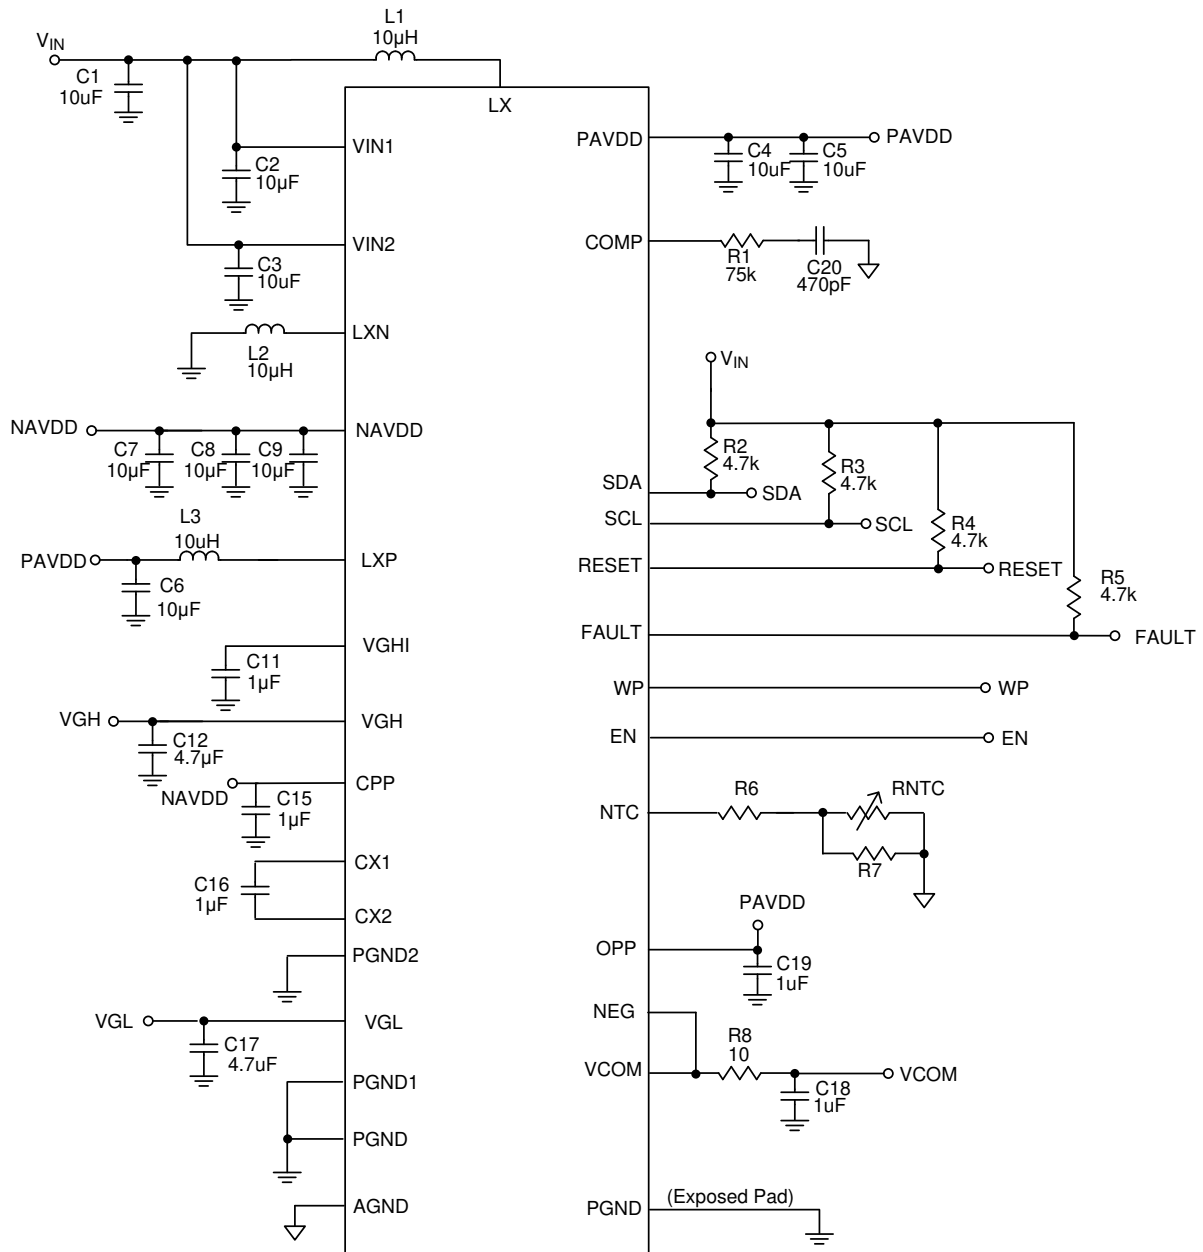 L1
10µH
VIN
C1
10uF
LX
VIN1
C2
10µF
VIN2
C3
10uF
LXN
L2
10µH
NAVDD
NAVDD
C7
10µF
C8
10µF
C9
10µF
L3
10uH
PAVDD
LXP
C6
10µF
VGHI
C11
1µF
VGH
VGH
C12
4.7µF
CPP
NAVDD
C15
1µF
CX1
C16
1µF
CX2
PGND2
VGL
VGL
C17
4.7uF
PGND1
PGND
AGND
PAVDD
PAVDD
C4
10uF
C5
10uF
COMP
R1
75k
C20
470pF
VIN
R2
4.7k
R3
4.7k
SDA
SDA
SCL
SCL
R4
4.7k
RESET
RESET
R5
4.7k
FAULT
FAULT
WP
WP
EN
EN
R6
RNTC
NTC
R7
PAVDD
OPP
C19
1uF
NEG
R8
10
VCOM
VCOM
C18
1uF
(Exposed Pad)
PGND